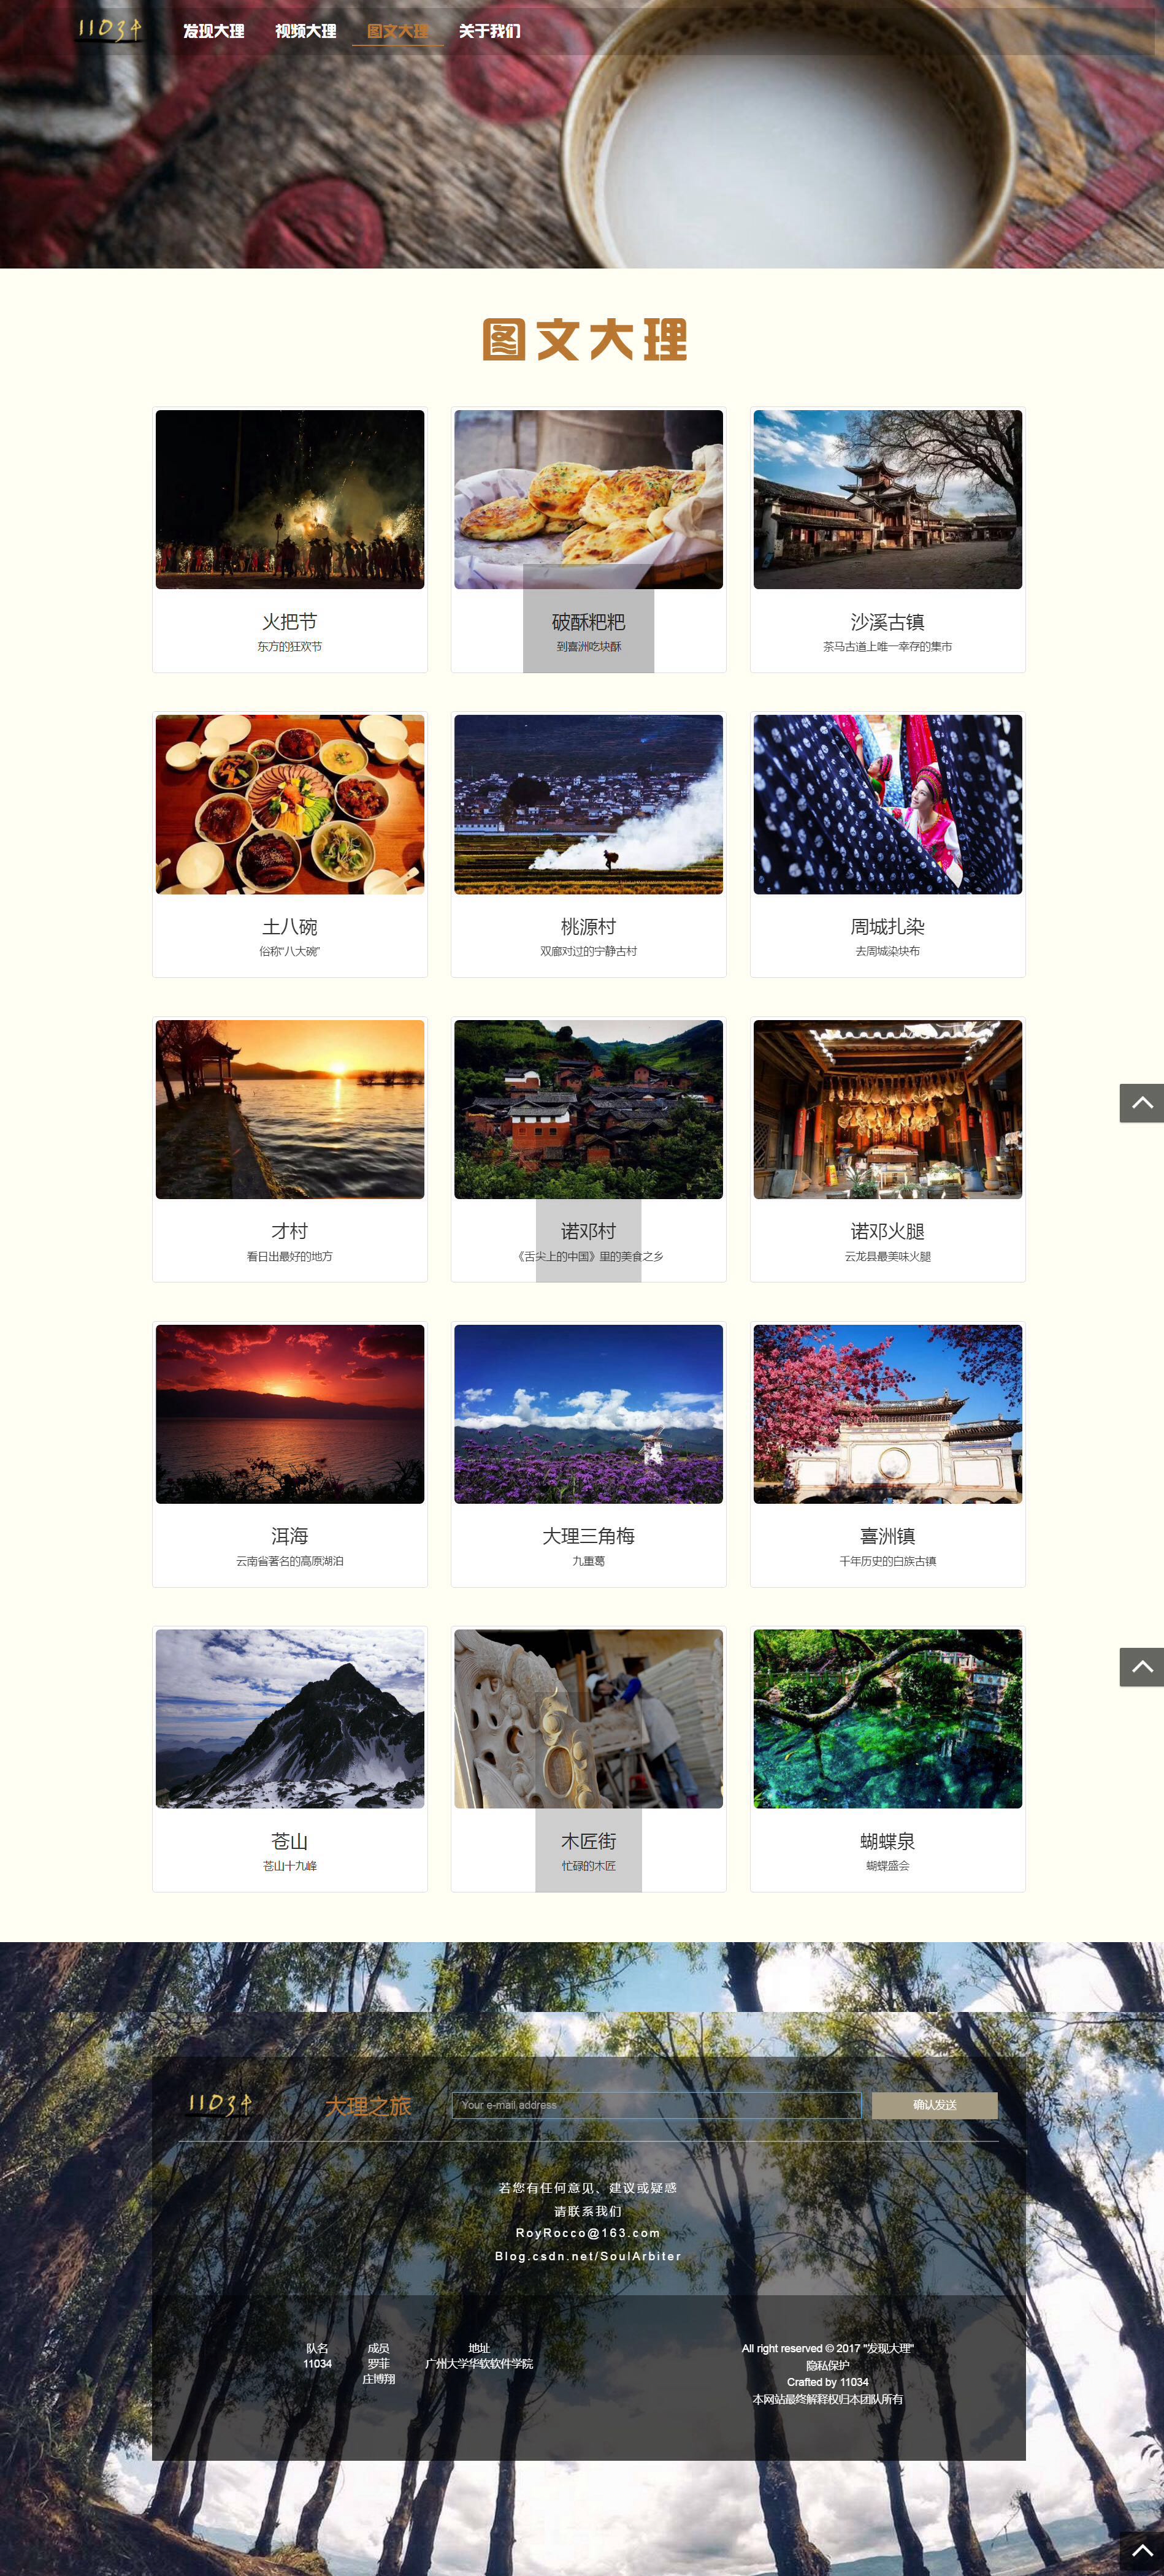 11034
发现大理 视频大理 图文大理 关于我们
图文大理
火把节
东方的狂欢节
破酥粑粑
到喜洲吃块酥
沙溪古镇
茶马古道上唯一幸存的集市
土八碗
俗称“八大碗”
桃源村
双廊对过的宁静古村
周城扎染
去周城染块布
才村
看日出最好的地方
诺邓村
《舌尖上的中国》里的美食之乡
诺邓火腿
云龙县最美味火腿
洱海
云南省著名的高原湖泊
大理三角梅
九重葛
喜洲镇
千年历史的白族古镇
苍山
苍山十九峰
木匠街
忙碌的木匠
蝴蝶泉
蝴蝶盛会
11034
大理之旅
Your e-mail address
确认发送
若您有任何意见、建议或疑惑
请联系我们
RoyRocco@163.com
Blog.csdn.net/SoulArbiter
队名
11034
成员
罗菲
庄博翔
地址
广州大学华软软件学院
All right reserved © 2017 "发现大理"
隐私保护
Crafted by 11034
本网站最终解释权归本团队所有